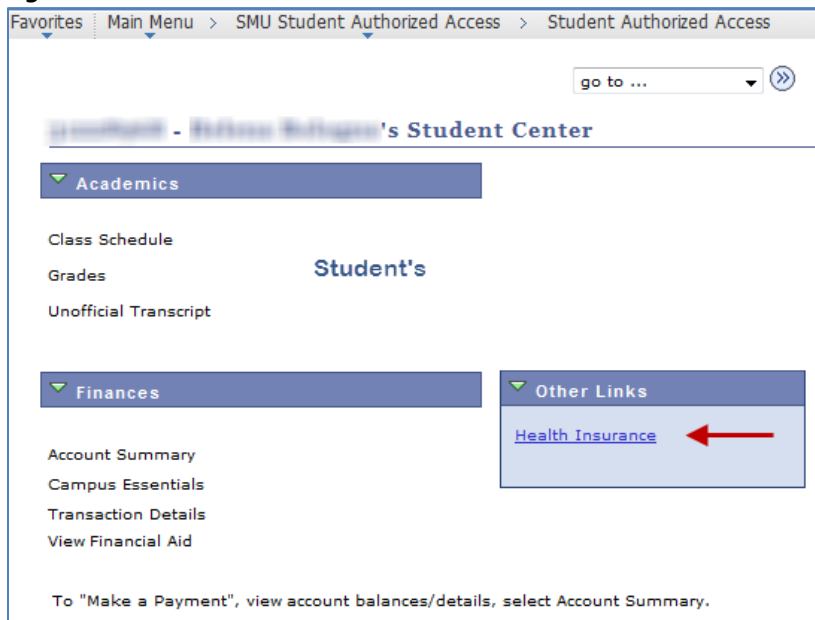 Favorites Main Menu > SMU Student Authorized Access > Student Authorized Access
go to ...
- 's Student Center
Academics
Class Schedule
Grades
Student's
Unofficial Transcript
Finances
Other Links
Health Insurance
Account Summary
Campus Essentials
Transaction Details
View Financial Aid
To "Make a Payment", view account balances/details, select Account Summary.